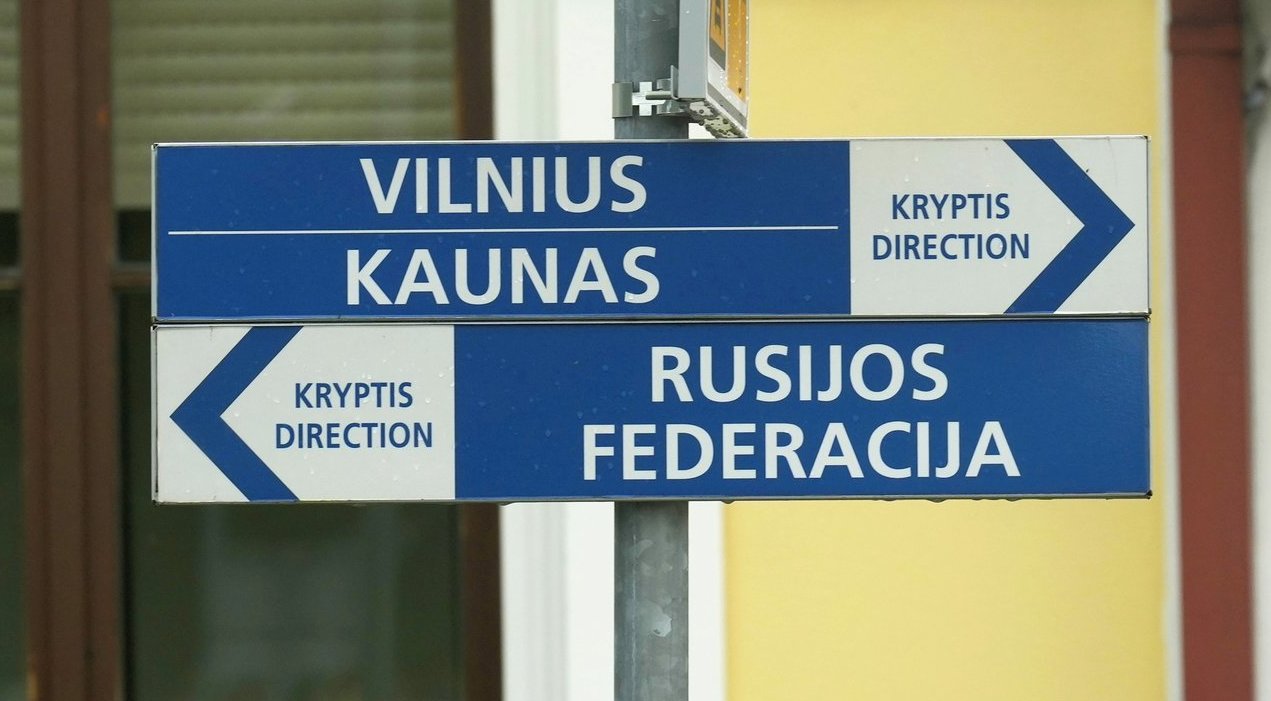 VILNIUS
KAUNAS
KRYPTIS
DIRECTION
KRYPTIS
DIRECTION
RUSIJOS
FEDERACIJA